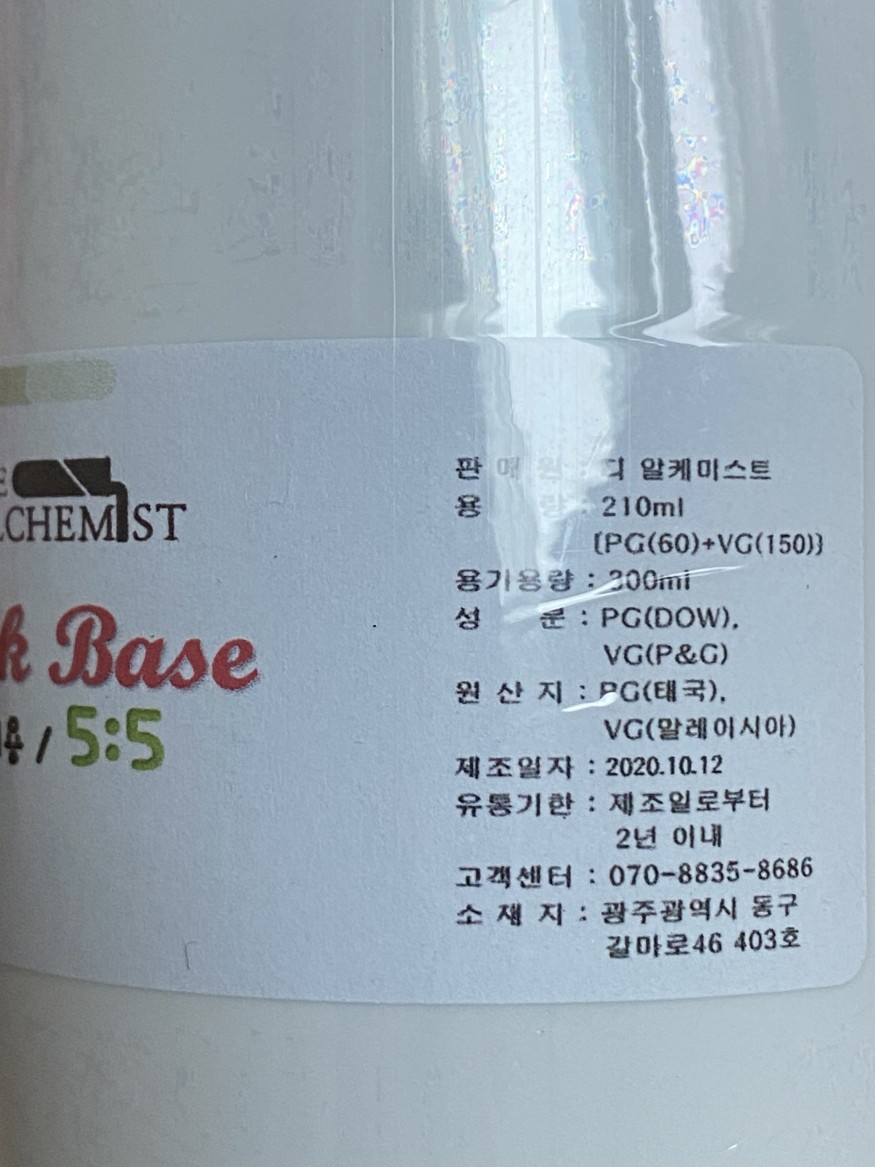 LCHEMIST
k Base
용 / 5:5
판 매 원 : 디 알케미스트
용 량 : 210ml
{PG(60)+VG(150)}
용기용량 : 300ml
성 분 : PG(DOW),
VG(P&G)
원 산 지 : PG(태국),
VG(말레이시아)
제조일자 : 2020.10.12
유통기한 : 제조일로부터
2년 이내
고객센터 : 070-8835-8686
소 재 지 : 광주광역시 동구
갈마로46 403호